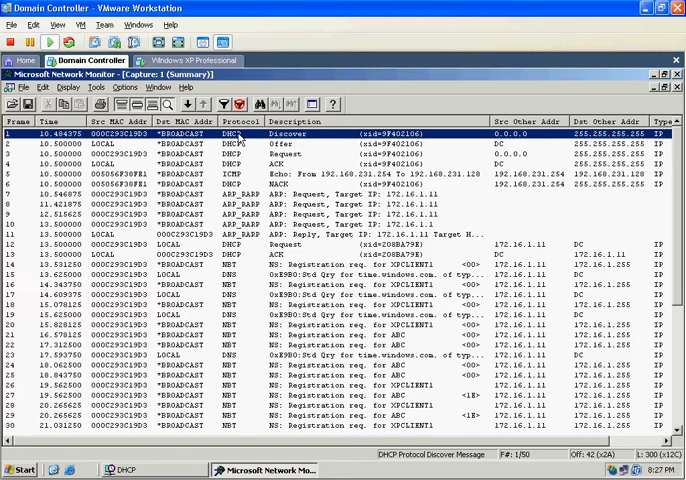 Domain Controller - VMware Workstation
File Edit View VM Team Windows Help
Home Domain Controller Windows XP Professional
Microsoft Network Monitor - [Capture: 1 (Summary)]
File Edit Display Tools Options Window Help
Frame Time Src MAC Addr Dst MAC Addr Protocol Description Src Other Addr Dst Other Addr Type
1 10.484375 000C293C19D3 *BROADCAST DHCP Discover (xid=9F402106) 0.0.0.0 255.255.255.255 IP
2 10.500000 LOCAL *BROADCAST DHCP Offer (xid=9F402106) DC 255.255.255.255 IP
3 10.500000 000C293C19D3 *BROADCAST DHCP Request (xid=9F402106) 0.0.0.0 255.255.255.255 IP
4 10.500000 LOCAL *BROADCAST DHCP ACK (xid=9F402106) DC 255.255.255.255 IP
5 10.500000 005056F38FE1 *BROADCAST ICMP Echo: From 192.168.231.254 To 192.168.231.128 192.168.231.254 192.168.231.128 IP
6 10.500000 005056F38FE1 *BROADCAST DHCP NACK (xid=9F402106) 192.168.231.254 255.255.255.255 IP
7 10.546875 000C293C19D3 *BROADCAST ARP_RARP ARP: Request, Target IP: 172.16.1.11
8 11.421875 000C293C19D3 *BROADCAST ARP_RARP ARP: Request, Target IP: 172.16.1.11
9 12.515625 000C293C19D3 *BROADCAST ARP_RARP ARP: Request, Target IP: 172.16.1.11
10 13.500000 000C293C19D3 *BROADCAST ARP_RARP ARP: Request, Target IP: 172.16.1.1
11 13.500000 LOCAL 000C293C19D3 ARP_RARP ARP: Reply, Target IP: 172.16.1.11 Target H...
12 13.500000 000C293C19D3 LOCAL DHCP Request (xid=208BA79E) 172.16.1.11 DC IP
13 13.500000 LOCAL 000C293C19D3 DHCP ACK (xid=208BA79E) DC 172.16.1.11 IP
14 13.531250 000C293C19D3 *BROADCAST NBT NS: Registration req. for XPCLIENT1 <00> 172.16.1.11 172.16.1.255 IP
15 13.625000 000C293C19D3 LOCAL DNS 0xE9B0:Std Qry for time.windows.com. of typ... 172.16.1.11 DC IP
16 14.343750 000C293C19D3 *BROADCAST NBT NS: Registration req. for XPCLIENT1 <00> 172.16.1.11 172.16.1.255 IP
17 14.609375 000C293C19D3 LOCAL DNS 0xE9B0:Std Qry for time.windows.com. of typ... 172.16.1.11 DC IP
18 15.078125 000C293C19D3 *BROADCAST NBT NS: Registration req. for XPCLIENT1 <00> 172.16.1.11 172.16.1.255 IP
19 15.625000 000C293C19D3 LOCAL DNS 0xE9B0:Std Qry for time.windows.com. of typ... 172.16.1.11 DC IP
20 15.828125 000C293C19D3 *BROADCAST NBT NS: Registration req. for XPCLIENT1 <00> 172.16.1.11 172.16.1.255 IP
21 16.578125 000C293C19D3 *BROADCAST NBT NS: Registration req. for ABC <00> 172.16.1.11 172.16.1.255 IP
22 17.312500 000C293C19D3 *BROADCAST NBT NS: Registration req. for ABC <00> 172.16.1.11 172.16.1.255 IP
23 17.593750 000C293C19D3 LOCAL DNS 0xE9B0:Std Qry for time.windows.com. of typ... 172.16.1.11 DC IP
24 18.062500 000C293C19D3 *BROADCAST NBT NS: Registration req. for ABC <00> 172.16.1.11 172.16.1.255 IP
25 18.843750 000C293C19D3 *BROADCAST NBT NS: Registration req. for ABC <00> 172.16.1.11 172.16.1.255 IP
26 19.562500 000C293C19D3 *BROADCAST NBT NS: Registration req. for XPCLIENT1 172.16.1.11 172.16.1.255 IP
27 19.562500 000C293C19D3 *BROADCAST NBT NS: Registration req. for ABC <1E> 172.16.1.11 172.16.1.255 IP
28 20.265625 000C293C19D3 *BROADCAST NBT NS: Registration req. for XPCLIENT1 172.16.1.11 172.16.1.255 IP
29 20.265625 000C293C19D3 *BROADCAST NBT NS: Registration req. for ABC <1E> 172.16.1.11 172.16.1.255 IP
30 21.031250 000C293C19D3 *BROADCAST NBT NS: Registration req. for XPCLIENT1 172.16.1.11 172.16.1.255 IP
DHCP Protocol Discover Message F#: 1/50 Off: 42 (x2A) L: 300 (x12C)
Start DHCP Microsoft Network Mo... 8:27 PM